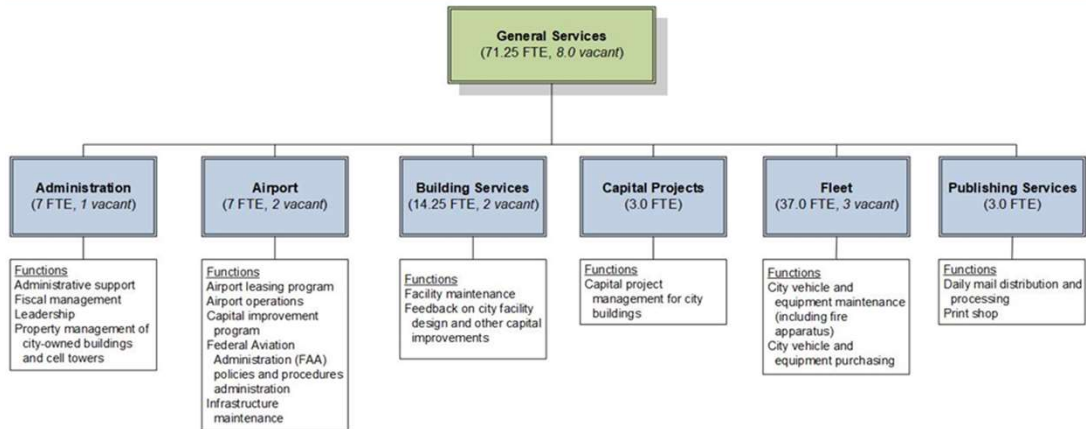 General Services
(71.25 FTE, 8.0 vacant)
Administration
(7 FTE, 1 vacant)
Functions
Administrative support
Fiscal management
Leadership
Property management of
city-owned buildings
and cell towers
Airport
(7 FTE, 2 vacant)
Functions
Airport leasing program
Airport operations
Capital improvement
program
Federal Aviation
Administration (FAA)
policies and procedures
administration
Infrastructure
maintenance
Building Services
(14.25 FTE, 2 vacant)
Functions
Facility maintenance
Feedback on city facility
design and other capital
improvements
Capital Projects
(3.0 FTE)
Functions
Capital project
management for city
buildings
Fleet
(37.0 FTE, 3 vacant)
Functions
City vehicle and
equipment maintenance
(including fire
apparatus)
City vehicle and
equipment purchasing
Publishing Services
(3.0 FTE)
Functions
Daily mail distribution and
processing
Print shop